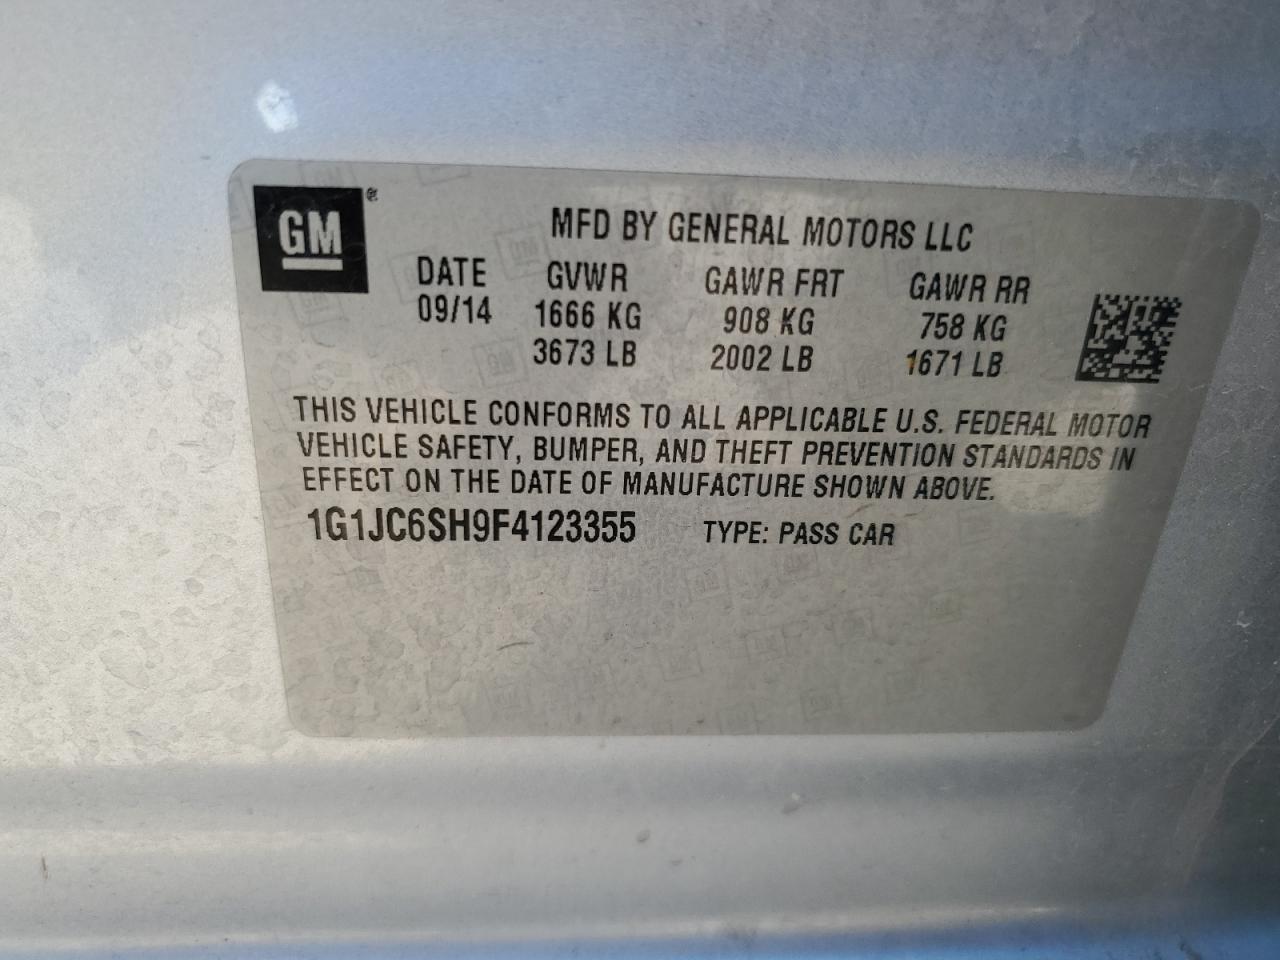 GM®
MFD BY GENERAL MOTORS LLC
DATE GVWR GAWR FRT GAWR RR
09/14 1666 KG 908 KG 758 KG
3673 LB 2002 LB 1671 LB
THIS VEHICLE CONFORMS TO ALL APPLICABLE U.S. FEDERAL MOTOR
VEHICLE SAFETY, BUMPER, AND THEFT PREVENTION STANDARDS IN
EFFECT ON THE DATE OF MANUFACTURE SHOWN ABOVE.
1G1JC6SH9F4123355 TYPE: PASS CAR